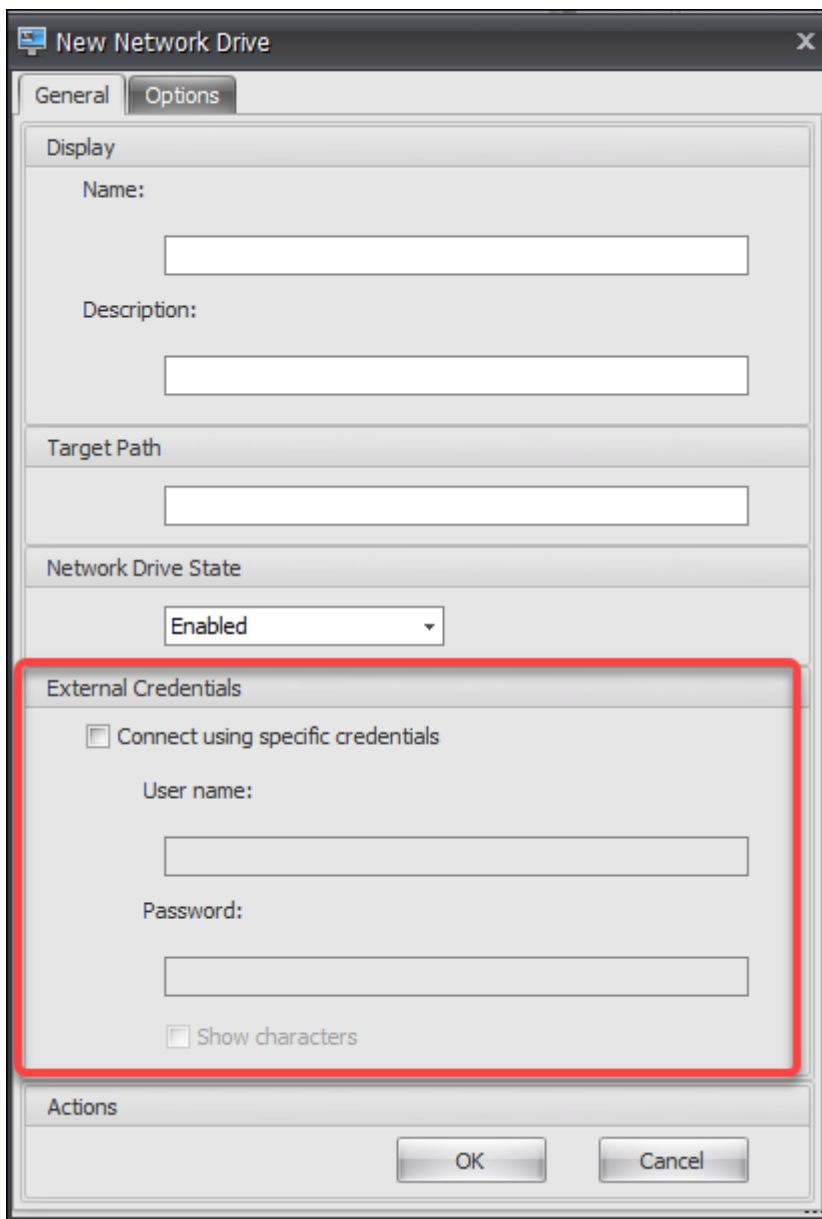 New Network Drive
General Options
Display
Name:
Description:
Target Path
Network Drive State
Enabled
External Credentials
Connect using specific credentials
User name:
Password:
Show characters
Actions
OK Cancel